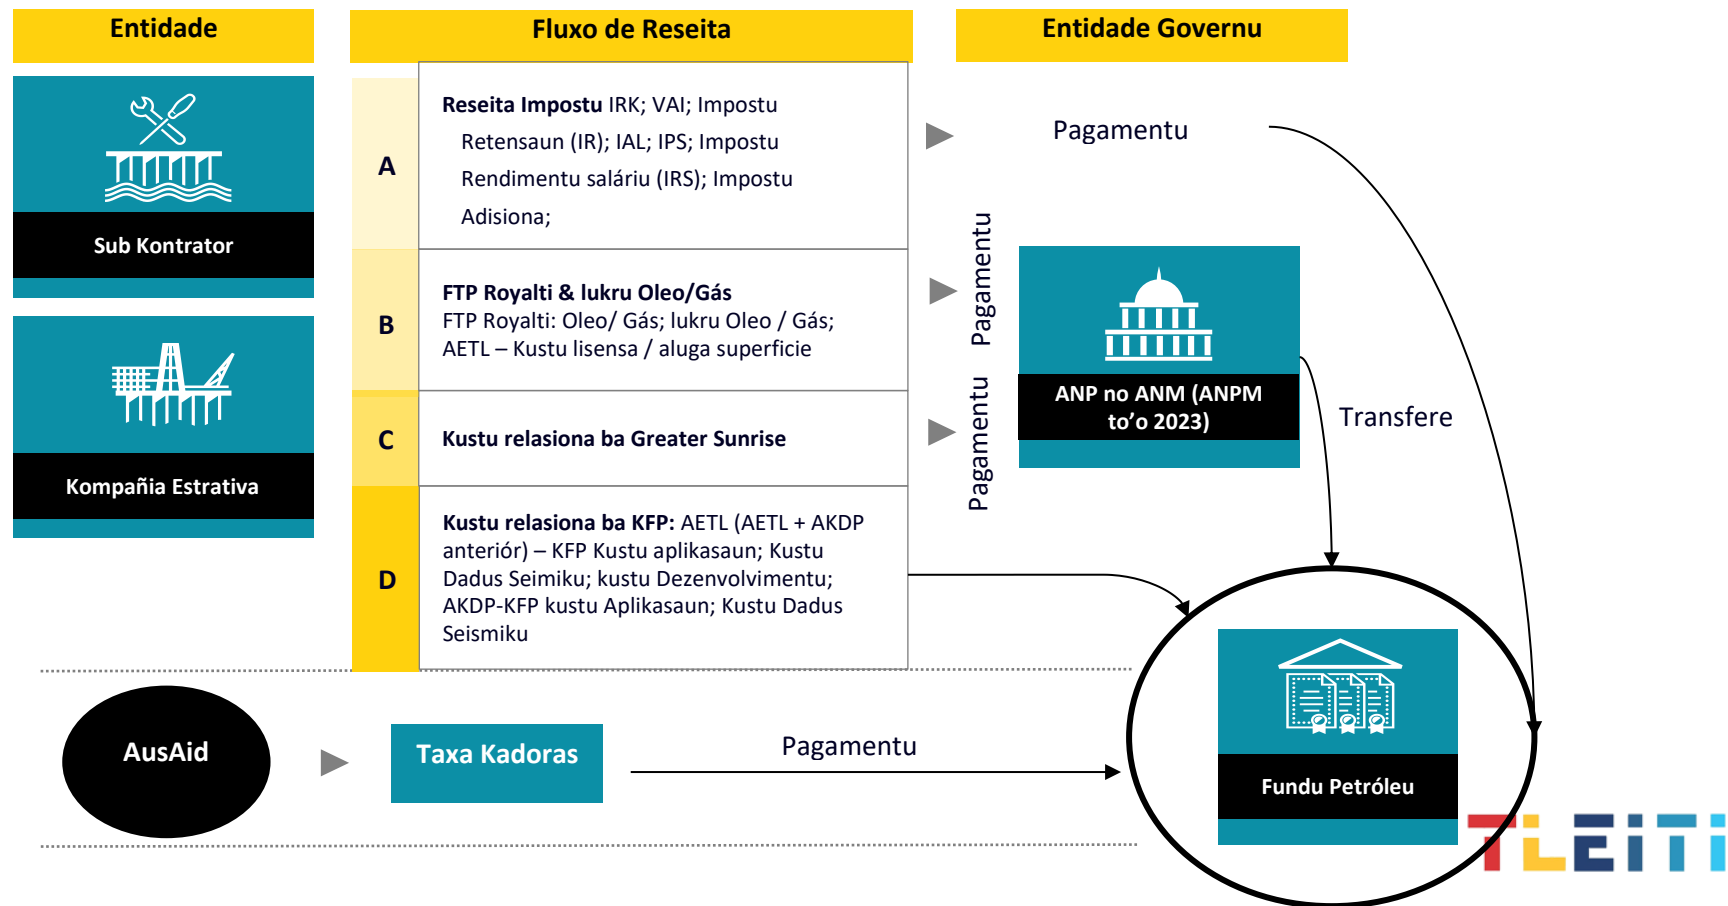 Entidade
Fluxo de Reseita
Entidade Governu
Sub Kontrator
Kompañia Estrativa
A
Reseita Impostu IRK; VAI; Impostu
Retensaun (IR); IAL; IPS; Impostu
Rendimentu saláriu (IRS); Impostu
Adisiona;
B
FTP Royalti & lukru Oleo/Gás
FTP Royalti: Oleo/ Gás; lukru Oleo / Gás;
AETL – Kustu lisensa / aluga superficie
C
Kustu relasiona ba Greater Sunrise
D
Kustu relasiona ba KFP: AETL (AETL + AKDP
anteriór) – KFP Kustu aplikasaun; Kustu
Dadus Seimiku; kustu Dezenvolvimentu;
AKDP-KFP kustu Aplikasaun; Kustu Dadus
Seismiku
Pagamentu
Pagamentu
Pagamentu
ANP no ANM (ANPM
to’o 2023)
Transfere
AusAid
Taxa Kadoras
Pagamentu
Fundu Petróleu
TLEITI